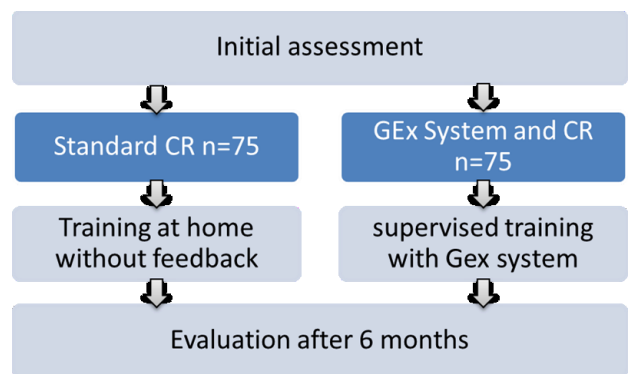 Initial assessment
Standard CR n=75
GEx System and CR
n=75
Training at home
without feedback
supervised training
with Gex system
Evaluation after 6 months